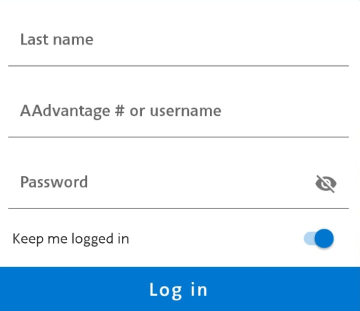 Last name
AAdvantage # or username
Password
Keep me logged in
Log in